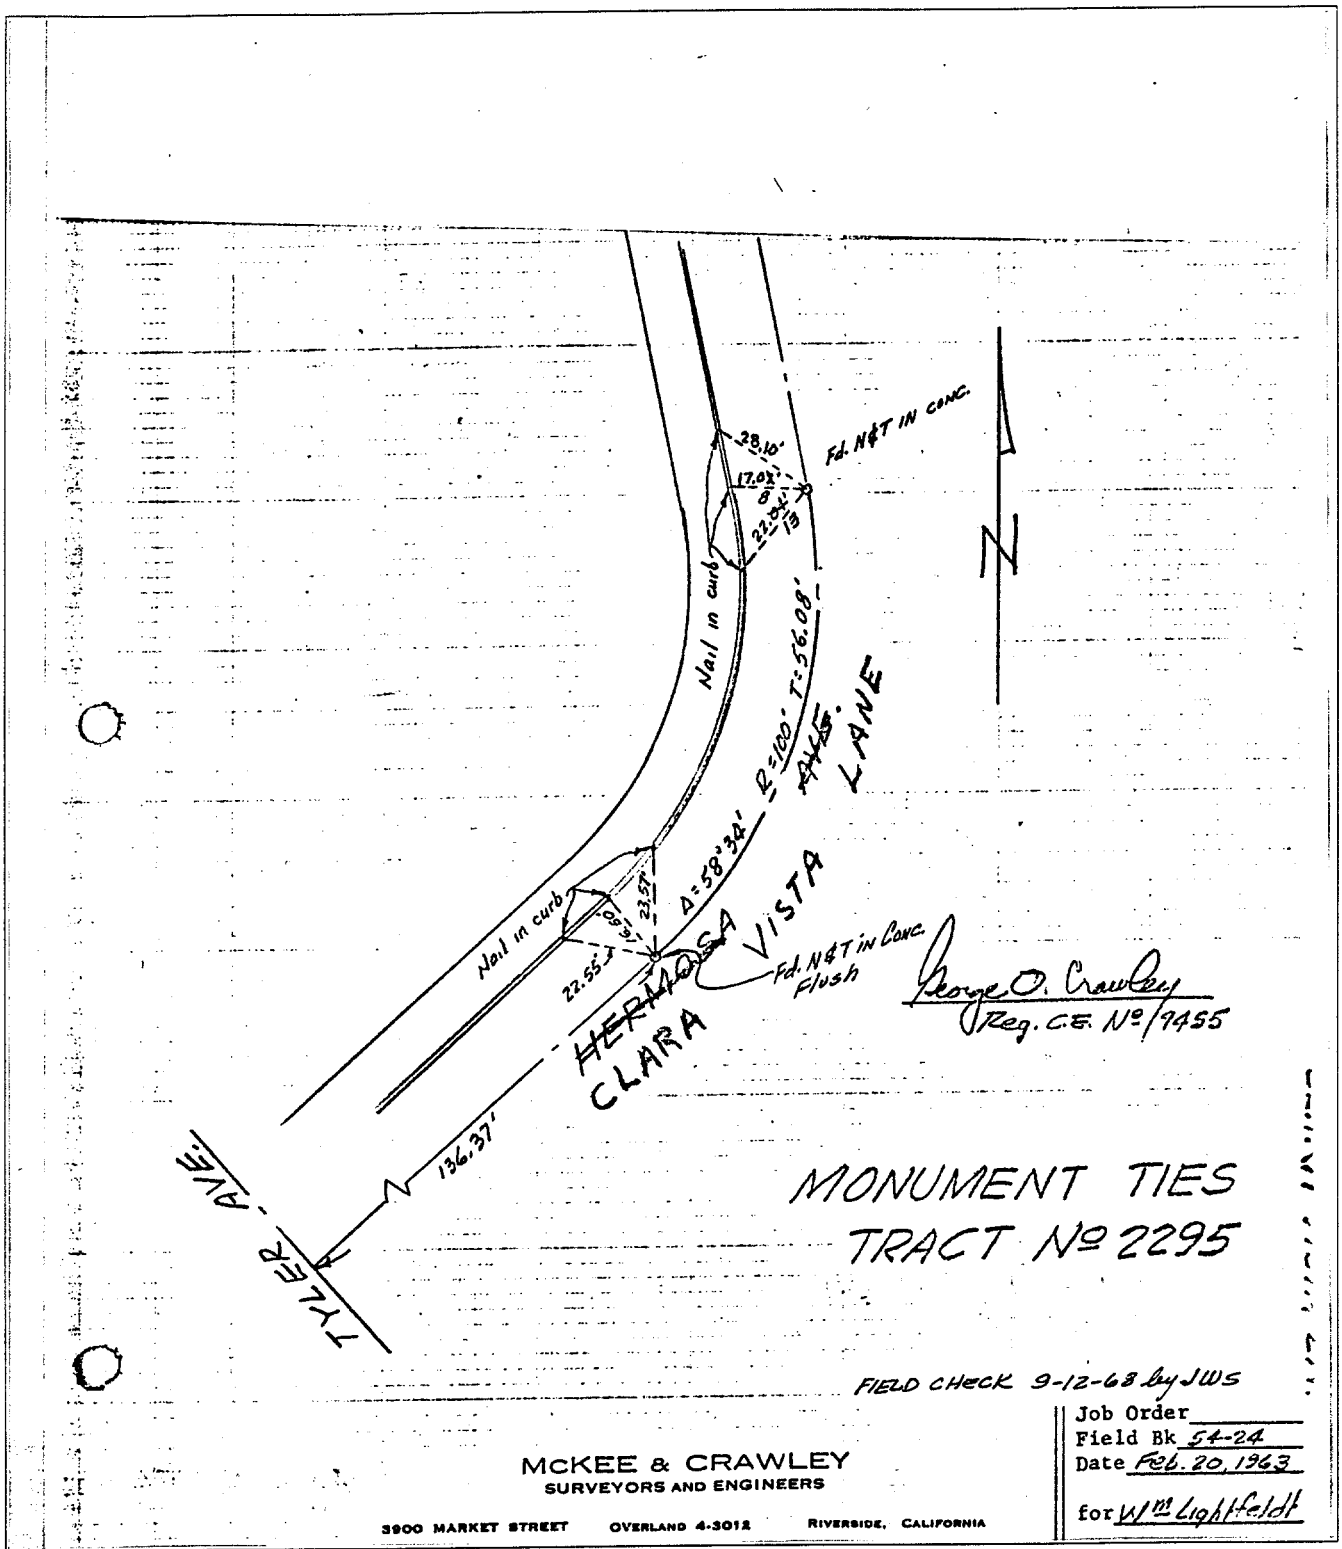 Fd. N&T IN CONC.
28.10'
17.04'
8
22.04'
13
Nail in curb
N
R=100' T=56.08'
AVE.
LANE
Δ=58°34'
VISTA
23.57'
16.60'
22.55'
Nail in curb
Fd. N&T in Conc.
Flush
HERMOSA
CLARA
George O. Crawley
Reg. C.E. Nº 9455
136.37'
TYLER AVE.
MONUMENT TIES
TRACT Nº 2295
FIELD CHECK 9-12-68 by JWS
Job Order
Field Bk 54-24
Date Feb. 20, 1963
for Wm Lightfeldt
McKEE & CRAWLEY
SURVEYORS AND ENGINEERS
3900 MARKET STREET OVERLAND 4-3012 RIVERSIDE, CALIFORNIA